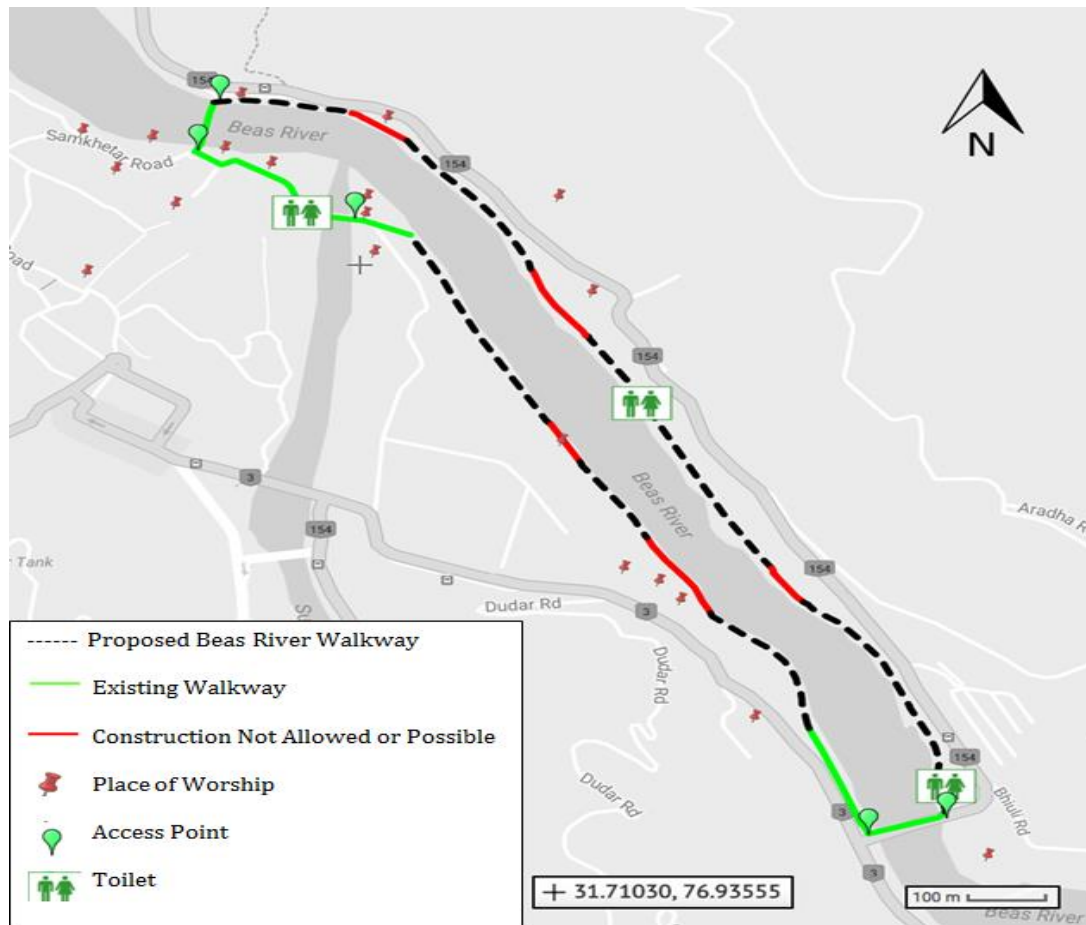 154
Beas River
Samkhetar Road
154
oad
154
Beas River
Aradha R
3
154
154
Tank
Su
Dudar Rd
3
Dudar Rd
154
Bhiuli Rd
Dudar Rd
3
3
N
------ Proposed Beas River Walkway
Existing Walkway
Construction Not Allowed or Possible
Place of Worship
Access Point
Toilet
31.71030, 76.93555
100 m
Beas River